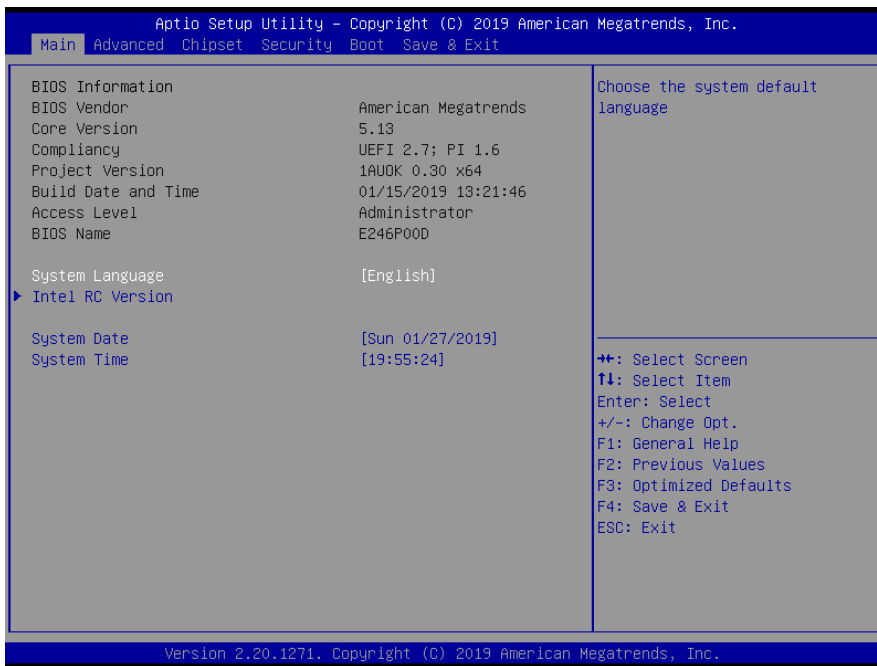 Aptio Setup Utility – Copyright (C) 2019 American Megatrends, Inc.
Main Advanced Chipset Security Boot Save & Exit
BIOS Information
BIOS Vendor American Megatrends
Core Version 5.13
Compliancy UEFI 2.7; PI 1.6
Project Version 1AUOK 0.30 x64
Build Date and Time 01/15/2019 13:21:46
Access Level Administrator
BIOS Name E246P00D
System Language [English]
Intel RC Version
System Date [Sun 01/27/2019]
System Time [19:55:24]
Choose the system default
language
→←: Select Screen
↑↓: Select Item
Enter: Select
+/-: Change Opt.
F1: General Help
F2: Previous Values
F3: Optimized Defaults
F4: Save & Exit
ESC: Exit
Version 2.20.1271. Copyright (C) 2019 American Megatrends, Inc.